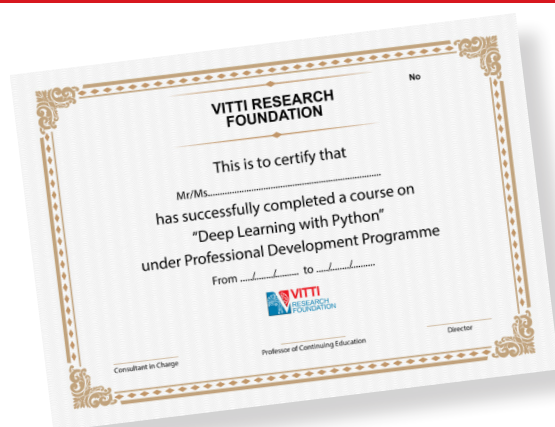 No
VITTI RESEARCH
FOUNDATION
This is to certify that
Mr/Ms..........................................................
has successfully completed a course on
“Deep Learning with Python”
under Professional Development Programme
From ...../......./.......... to ...../......./..........
VITTI
RESEARCH
FOUNDATION
Consultant in Charge
Professor of Continuing Education
Director